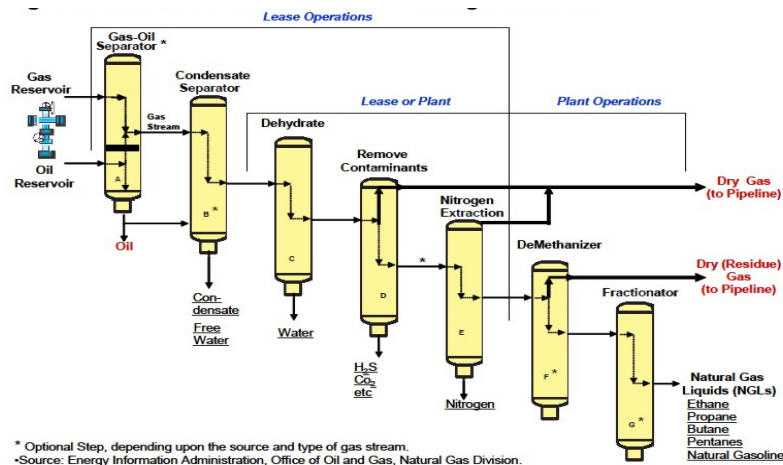 Lease Operations
Gas-Oil
Separator *
Gas
Reservoir
Condensate
Separator
Lease or Plant
Plant Operations
Gas
Stream
Dehydrate
Remove
Contaminants
Oil
Reservoir
A
Nitrogen
Extraction
Dry Gas
(to Pipeline)
B *
Oil
DeMethanizer
Dry (Residue)
Gas
(to Pipeline)
*
C
D
Fractionator
Con-
densate
Free
Water
Water
E
H2S
Co2
etc
F *
Nitrogen
G *
Natural Gas
Liquids (NGLs)
Ethane
Propane
Butane
Pentanes
Natural Gasoline
* Optional Step, depending upon the source and type of gas stream.
•Source: Energy Information Administration, Office of Oil and Gas, Natural Gas Division.